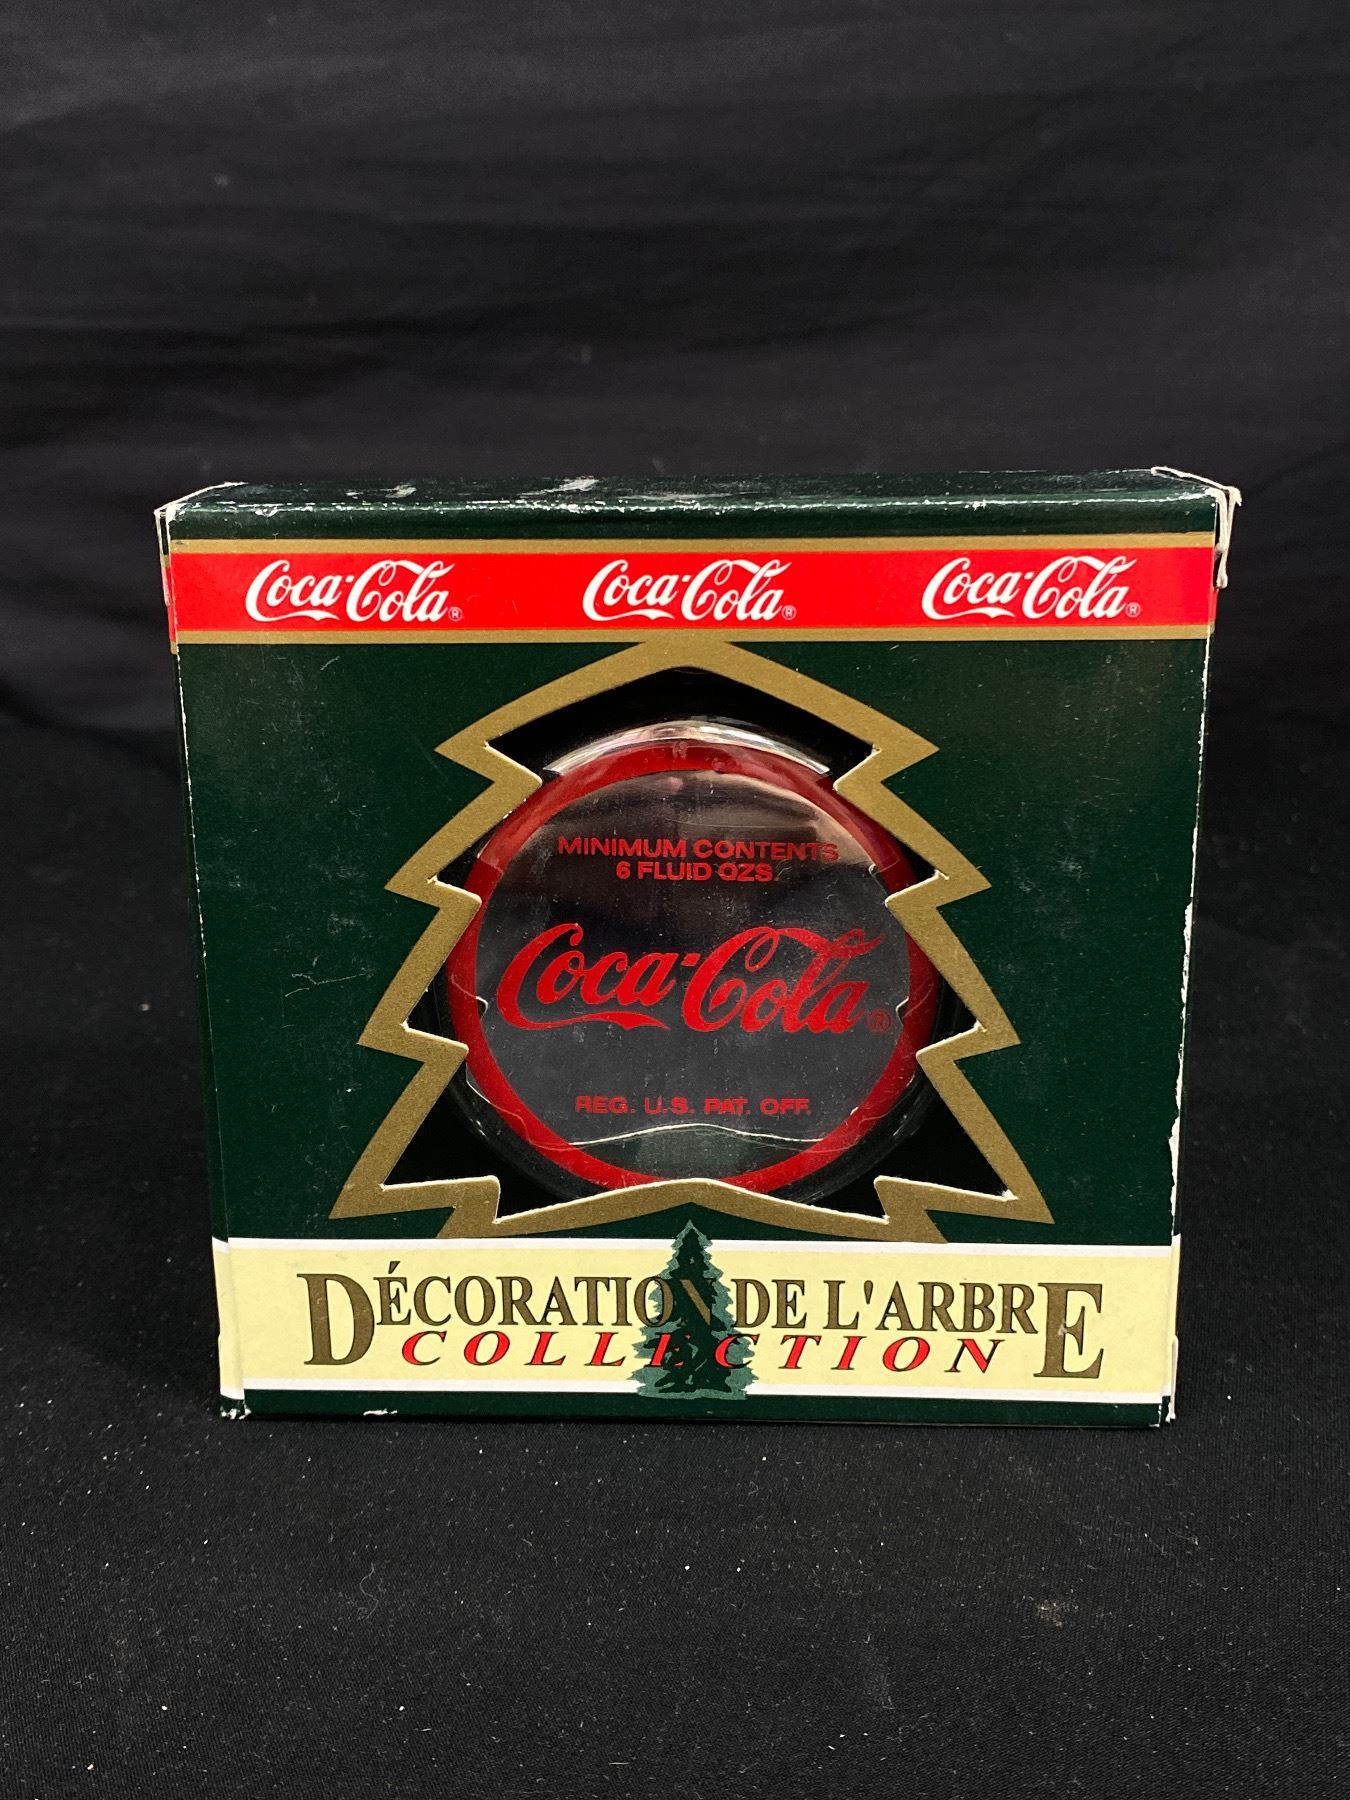 Coca-Cola® Coca-Cola® Coca-Cola®
MINIMUM CONTENTS
6 FLUID OZS.
Coca-Cola®
REG. U.S. PAT. OFF.
DÉCORATION DE L'ARBRE
COLLECTION